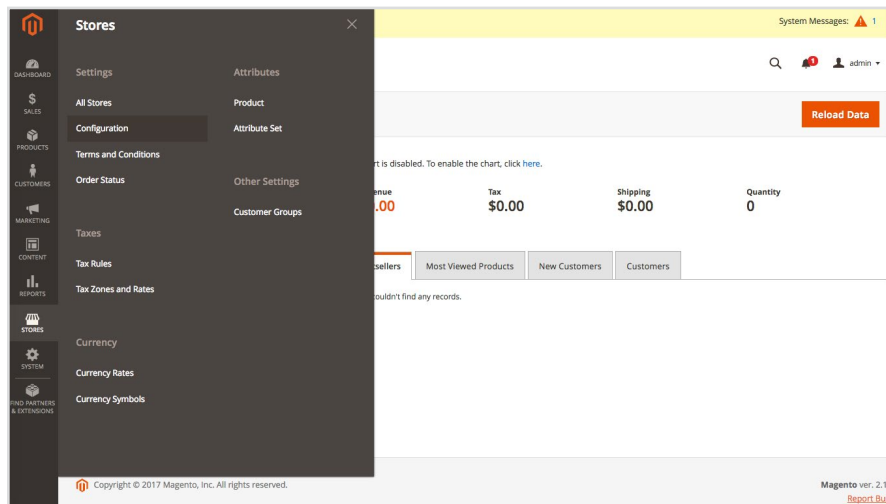 Stores
System Messages: 1
DASHBOARD
SALES
PRODUCTS
CUSTOMERS
MARKETING
CONTENT
REPORTS
STORES
SYSTEM
FIND PARTNERS
& EXTENSIONS
Settings
All Stores
Configuration
Terms and Conditions
Order Status
Taxes
Tax Rules
Tax Zones and Rates
Currency
Currency Rates
Currency Symbols
Attributes
Product
Attribute Set
Other Settings
Customer Groups
1
admin
Reload Data
rt is disabled. To enable the chart, click here.
enue
.00
Tax
$0.00
Shipping
$0.00
Quantity
0
sellers
Most Viewed Products
New Customers
Customers
couldn't find any records.
Copyright © 2017 Magento, Inc. All rights reserved.
Magento ver. 2.1
Report Bu